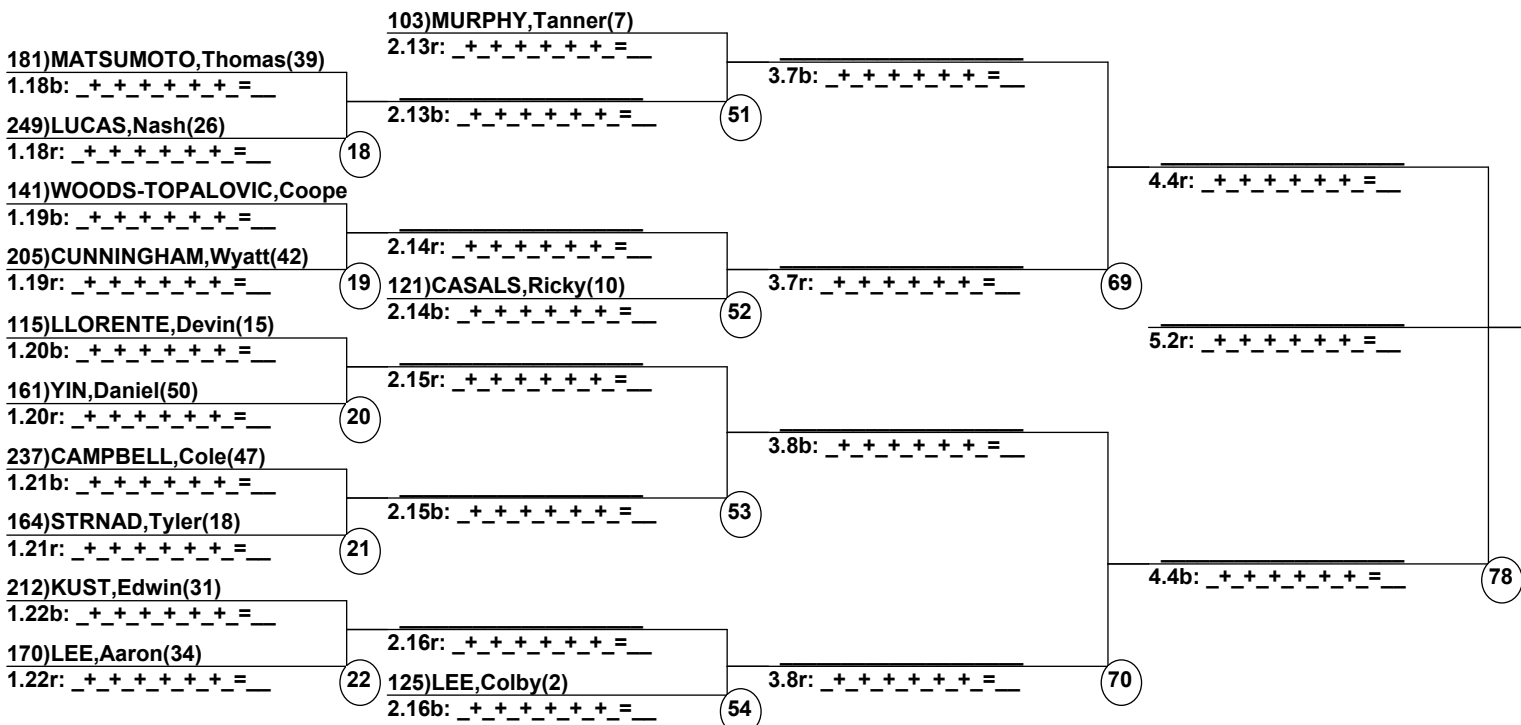 103)MURPHY,Tanner(7)
2.13r: _+_+_+_+_+_=__
181)MATSUMOTO,Thomas(39)
1.18b: _+_+_+_+_+_=__
3.7b: _+_+_+_+_+_=__
2.13b: _+_+_+_+_+_=__
51
249)LUCAS,Nash(26)
1.18r: _+_+_+_+_+_=__
18
4.4r: _+_+_+_+_+_=__
141)WOODS-TOPALOVIC,Coope
1.19b: _+_+_+_+_+_=__
2.14r: _+_+_+_+_+_=__
205)CUNNINGHAM,Wyatt(42)
1.19r: _+_+_+_+_+_=__
19
121)CASALS,Ricky(10)
2.14b: _+_+_+_+_+_=__
52
3.7r: _+_+_+_+_+_=__
69
115)LLORENTE,Devin(15)
1.20b: _+_+_+_+_+_=__
5.2r: _+_+_+_+_+_=__
2.15r: _+_+_+_+_+_=__
161)YIN,Daniel(50)
1.20r: _+_+_+_+_+_=__
20
3.8b: _+_+_+_+_+_=__
237)CAMPBELL,Cole(47)
1.21b: _+_+_+_+_+_=__
2.15b: _+_+_+_+_+_=__
53
164)STRNAD,Tyler(18)
1.21r: _+_+_+_+_+_=__
21
4.4b: _+_+_+_+_+_=__
78
212)KUST,Edwin(31)
1.22b: _+_+_+_+_+_=__
2.16r: _+_+_+_+_+_=__
170)LEE,Aaron(34)
1.22r: _+_+_+_+_+_=__
22
125)LEE,Colby(2)
2.16b: _+_+_+_+_+_=__
54
3.8r: _+_+_+_+_+_=__
70